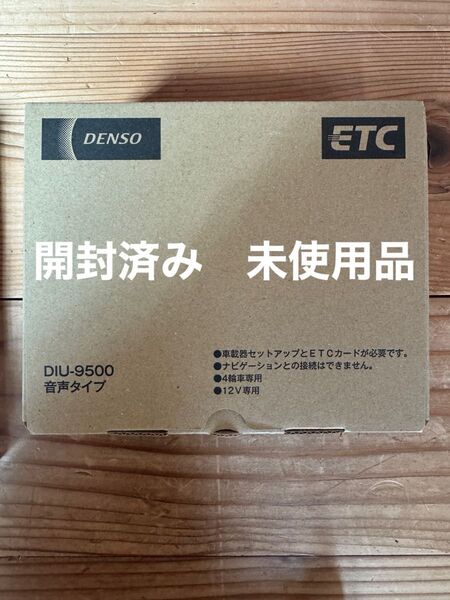 DENSO
ETC
開封済み　未使用品
DIU-9500
音声タイプ
●車載器セットアップとETCカードが必要です。
●ナビゲーションとの接続はできません。
●4輪車専用
●12V専用